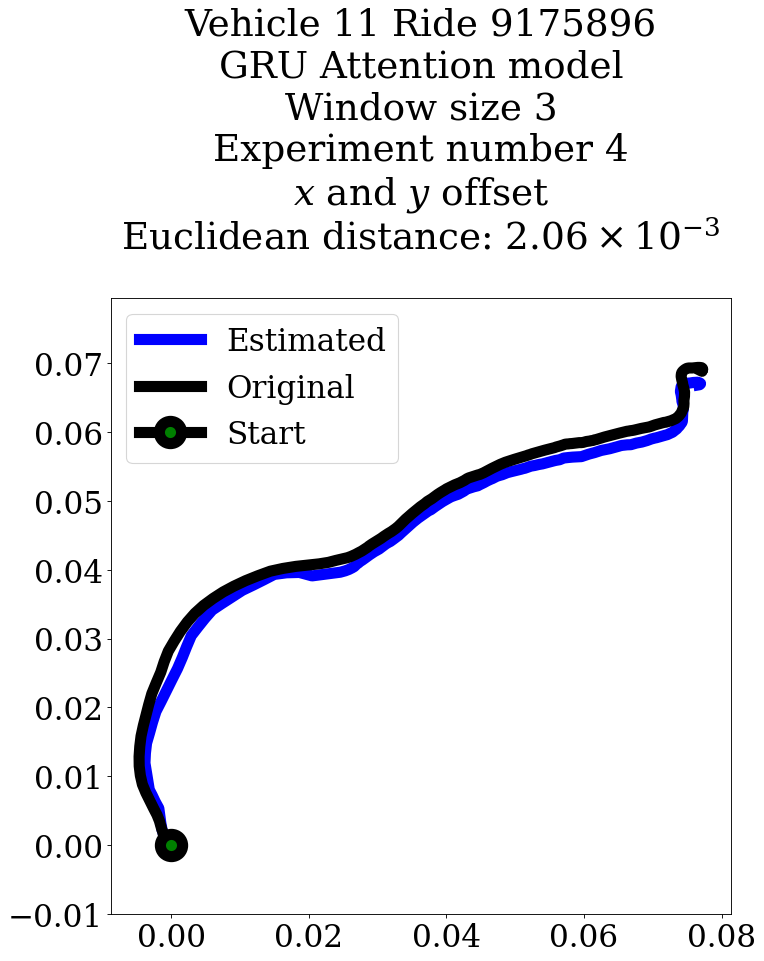 Vehicle 11 Ride 9175896
GRU Attention model
Window size 3
Experiment number 4
x and y offset
Euclidean distance: 2.06 × 10⁻³
Estimated
Original
Start
0.07
0.06
0.05
0.04
0.03
0.02
0.01
0.00
−0.01
0.00 0.02 0.04 0.06 0.08